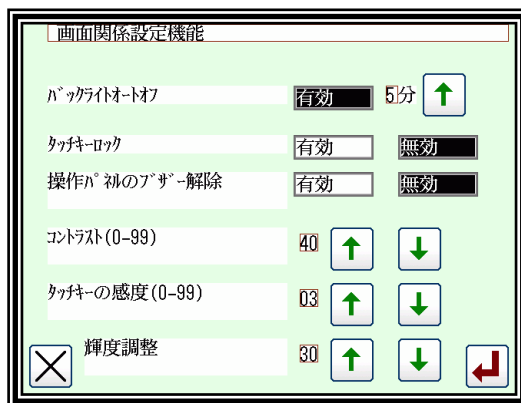 画面関係設定機能
ﾊﾞｯｸﾗｲﾄｵｰﾄｵﾌ 有効 5分
ﾀｯﾁｷｰﾛｯｸ 有効 無効
操作ﾊﾟﾈﾙのﾌﾞｻﾞｰ解除 有効 無効
ｺﾝﾄﾗｽﾄ(0-99) 40
ﾀｯﾁｷｰの感度(0-99) 03
輝度調整 30